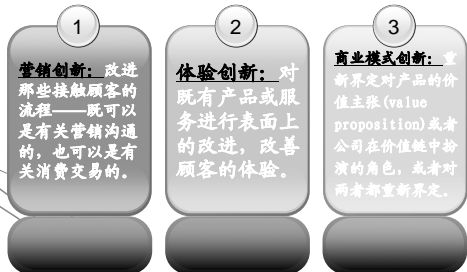 1
营销创新：改进
那些接触顾客的
流程——既可以
是有关营销沟通
的，也可以是有
关消费交易的。
2
体验创新：对
既有产品或服
务进行表面上
的改进，改善
顾客的体验。
3
商业模式创新：重
新界定对产品的价
值主张(value
proposition)或者
公司在价值链中扮
演的角色，或者对
两者都重新界定。